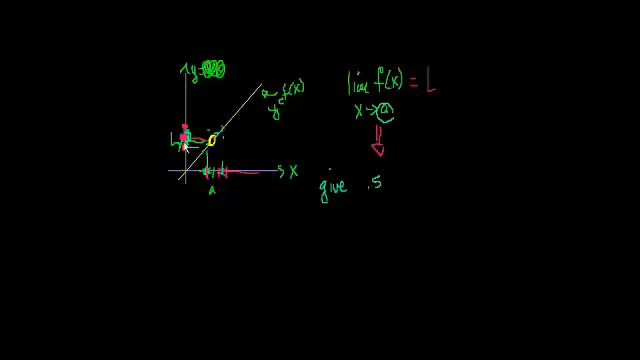 y=
y=f(x)
L
x
a
lim f(x) = L
x→a
give .5